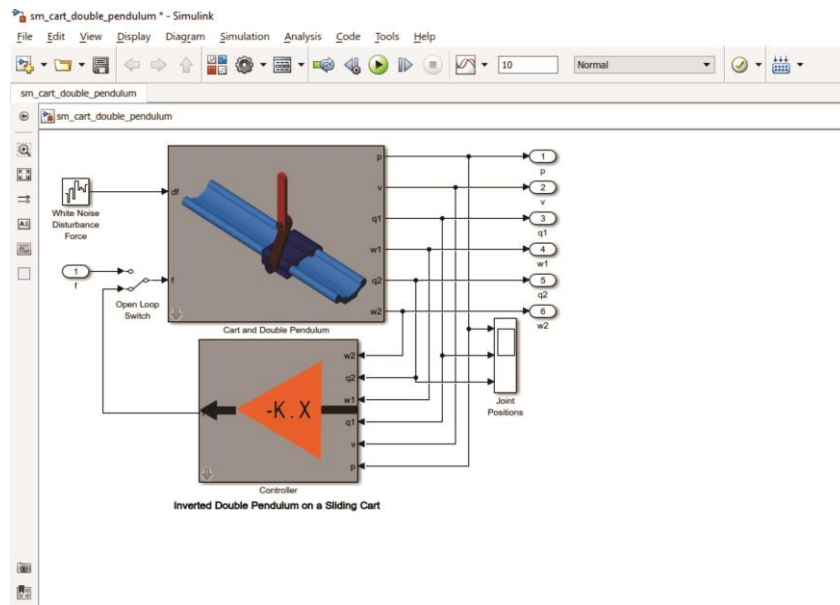 sm_cart_double_pendulum * - Simulink
File Edit View Display Diagram Simulation Analysis Code Tools Help
10 Normal
sm_cart_double_pendulum
sm_cart_double_pendulum
White Noise
Disturbance
Force
df
p
v
q1
w1
q2
w2
1
p
2
v
3
q1
4
w1
5
q2
6
w2
1
f
f
Open Loop
Switch
Cart and Double Pendulum
w2
q2
w1
q1
v
p
-K . X
Joint
Positions
Controller
Inverted Double Pendulum on a Sliding Cart